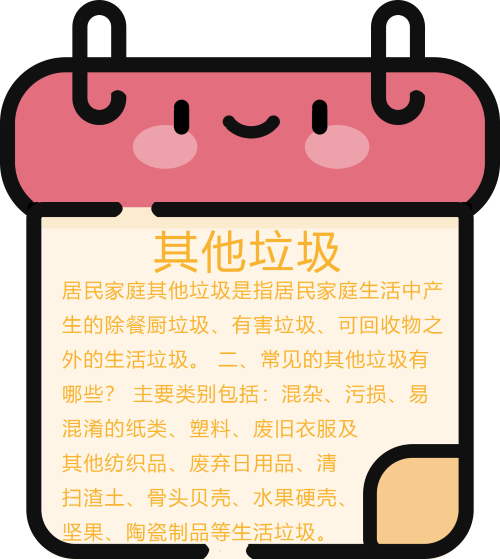 其他垃圾
居民家庭其他垃圾是指居民家庭生活中产
生的除餐厨垃圾、有害垃圾、可回收物之
外的生活垃圾。 二、常见的其他垃圾有
哪些？ 主要类别包括：混杂、污损、易
混淆的纸类、塑料、废旧衣服及
其他纺织品、废弃日用品、清
扫渣土、骨头贝壳、水果硬壳、
坚果、陶瓷制品等生活垃圾。